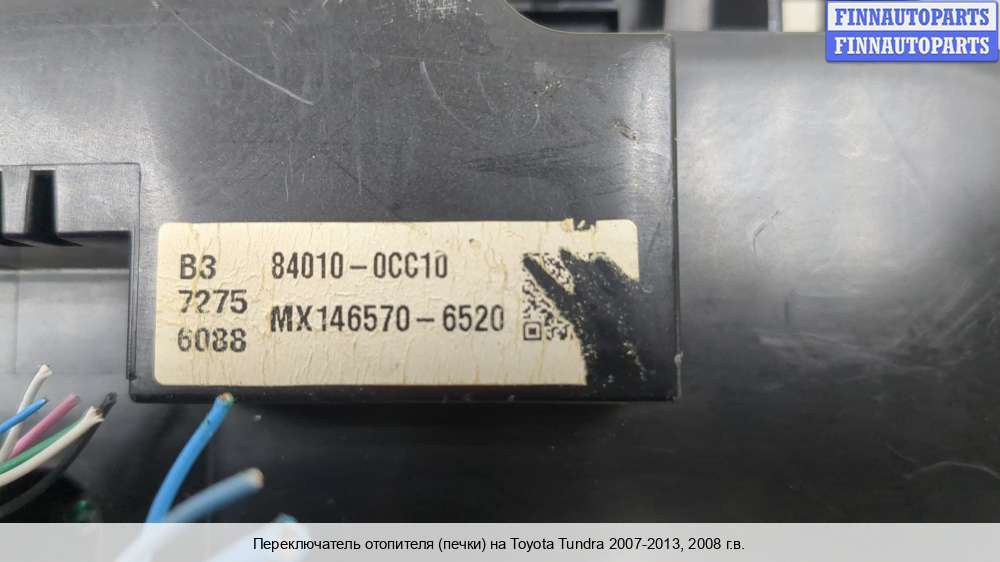 FINNAUTOPARTS
FINNAUTOPARTS
B3 84010-0CC10
7275 MX146570-6520
6088
Переключатель отопителя (печки) на Toyota Tundra 2007-2013, 2008 г.в.